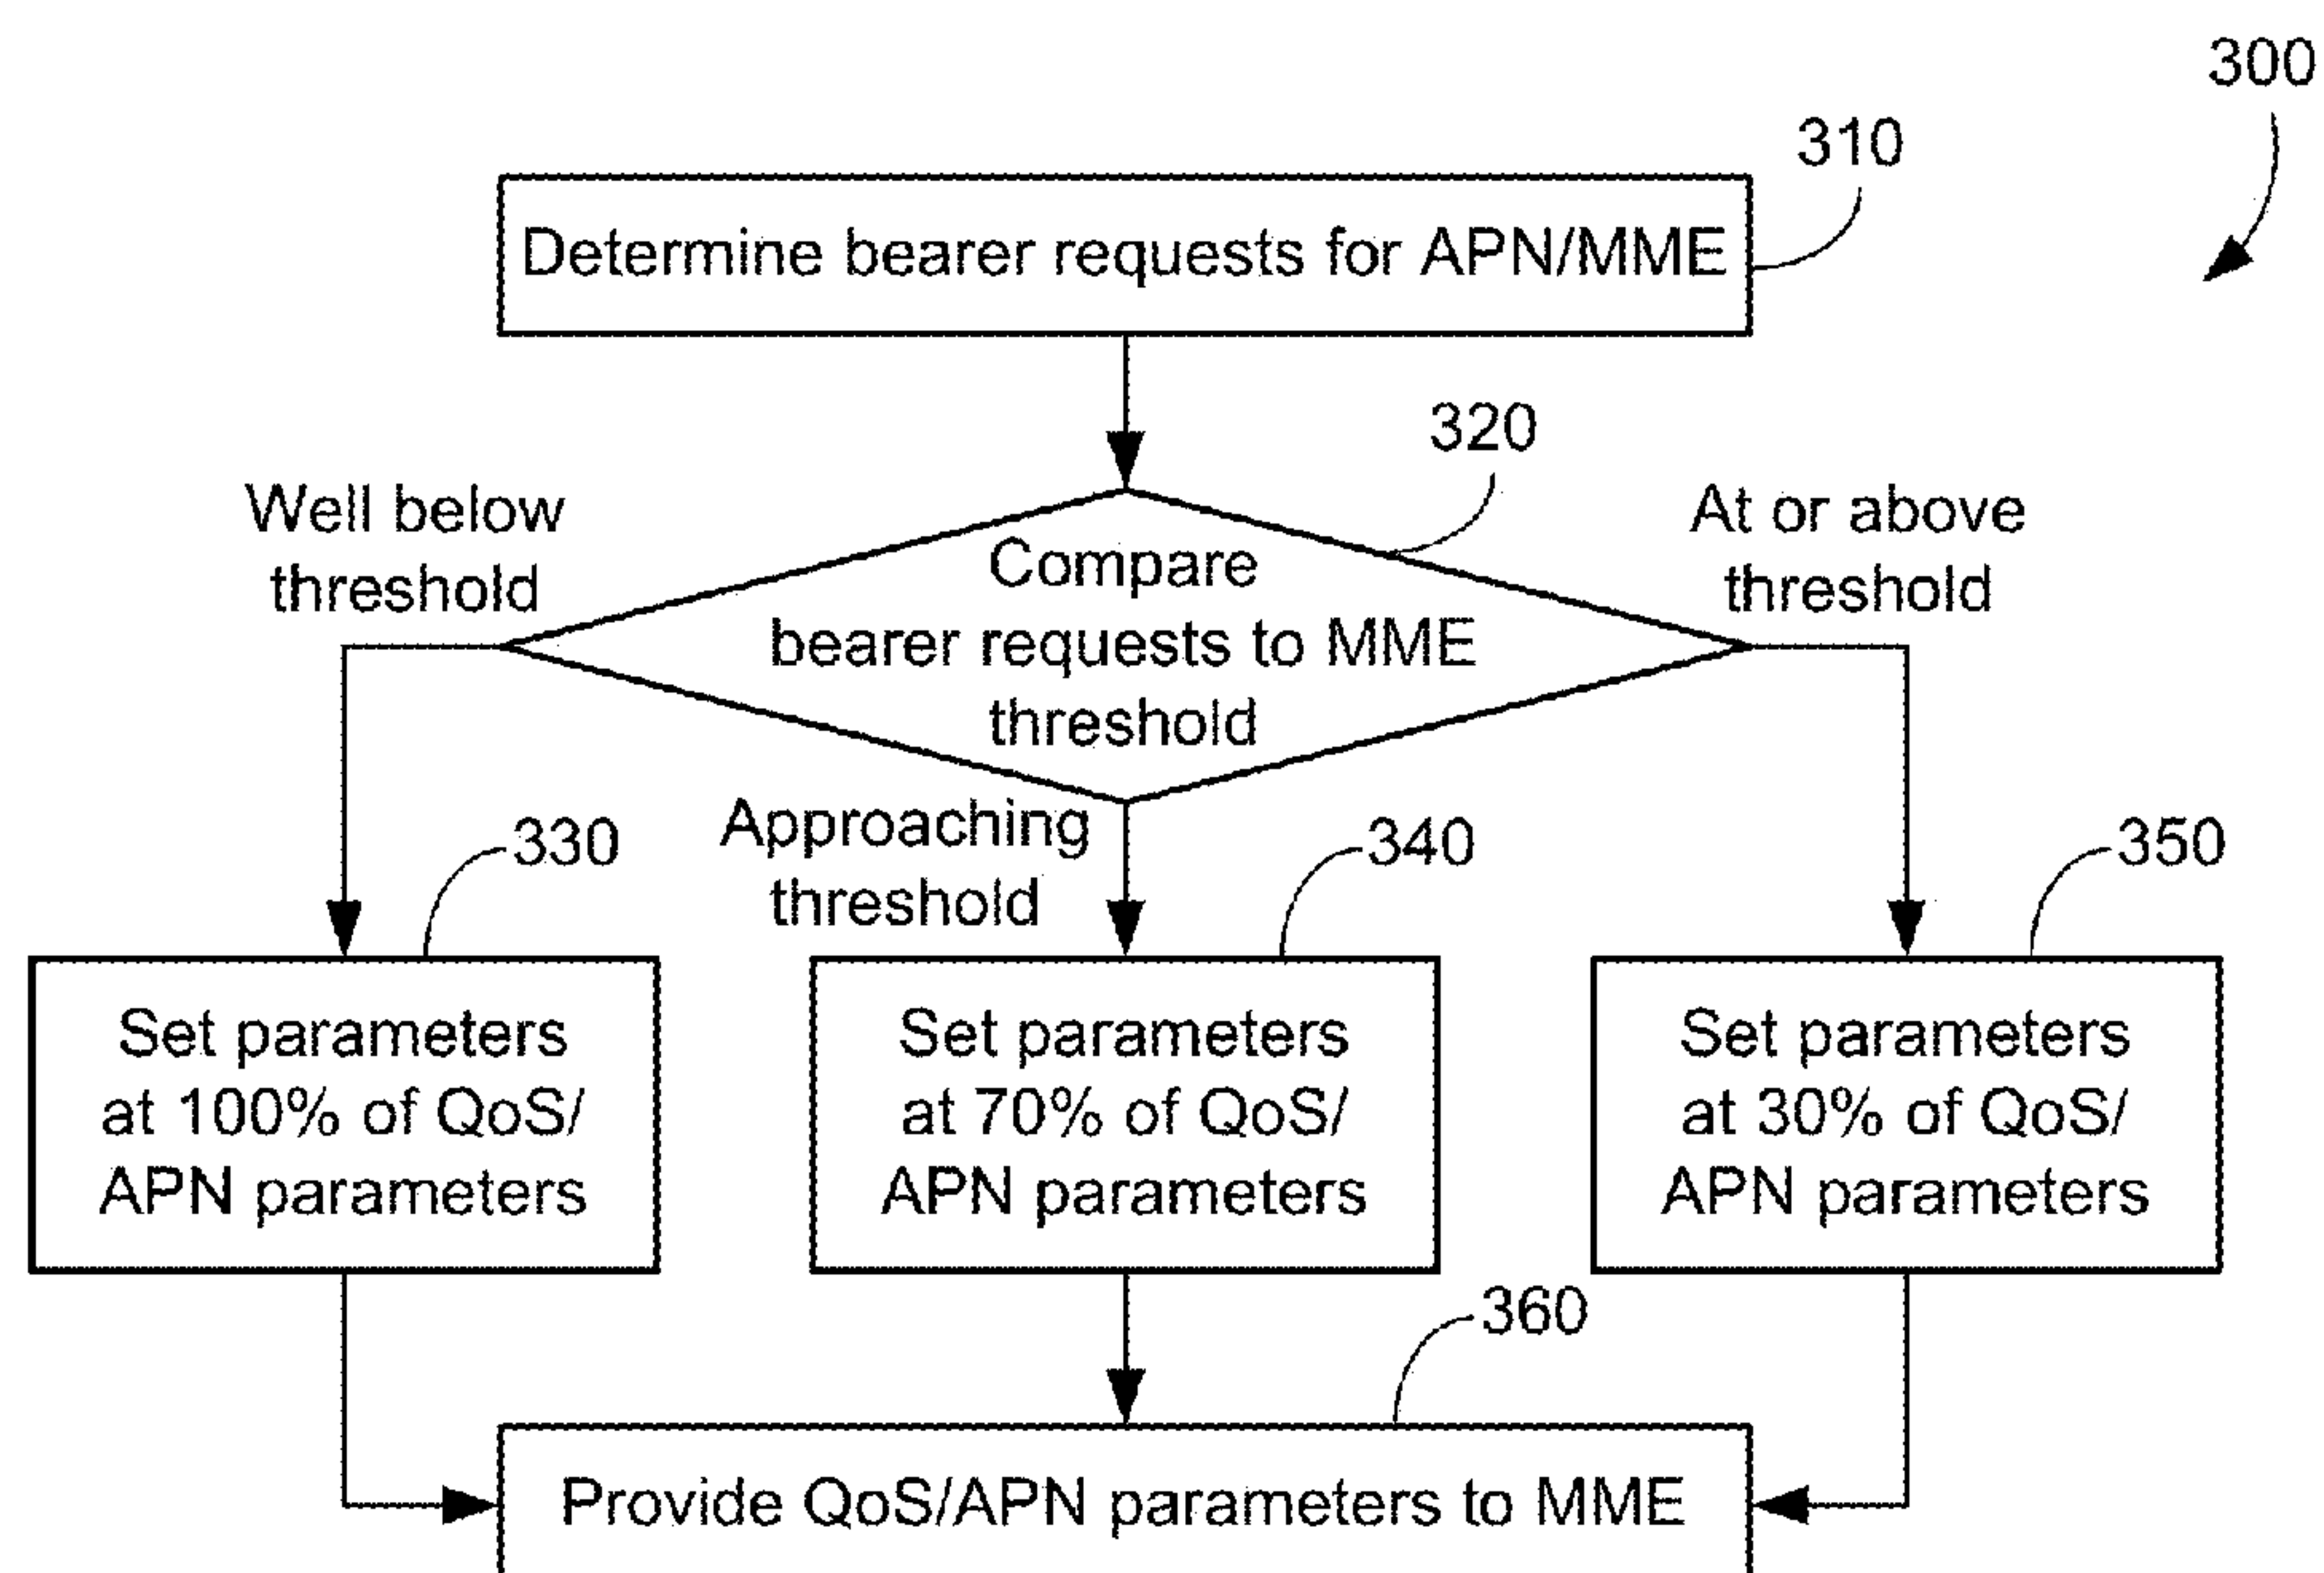 300
310
Determine bearer requests for APN/MME
320
Well below
threshold
At or above
threshold
Compare
bearer requests to MME
threshold
Approaching
threshold
330
340
350
Set parameters
at 100% of QoS/
APN parameters
Set parameters
at 70% of QoS/
APN parameters
Set parameters
at 30% of QoS/
APN parameters
360
Provide QoS/APN parameters to MME